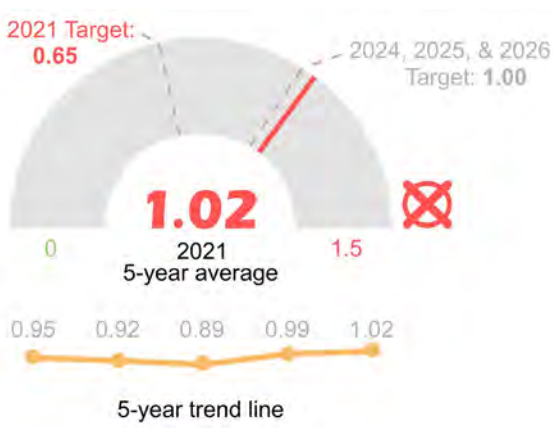 2021 Target:
0.65
2024, 2025, & 2026
Target: 1.00
1.02
0
2021
1.5
5-year average
0.95 0.92 0.89 0.99 1.02
5-year trend line